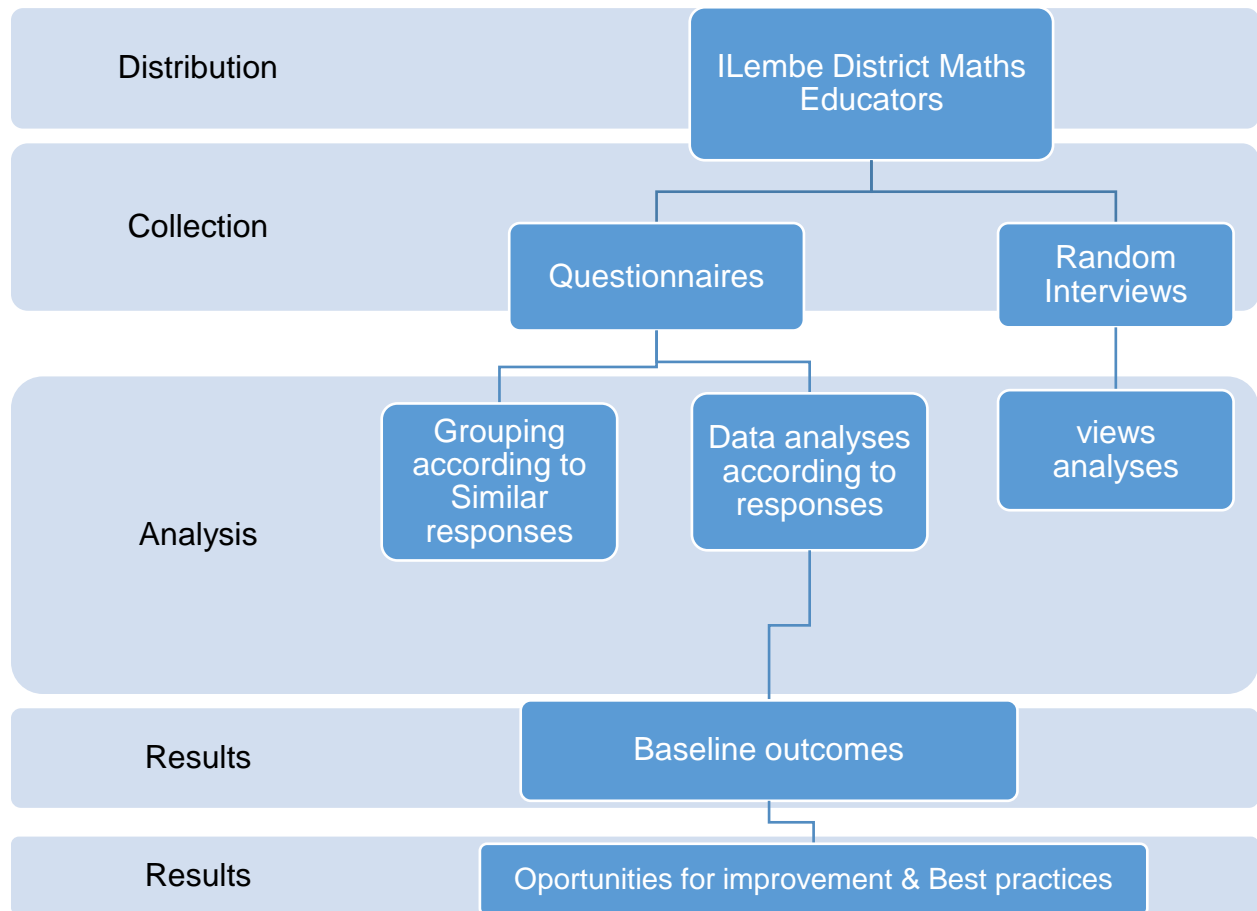 Distribution
ILembe District Maths
Educators
Collection
Questionnaires
Random
Interviews
Analysis
Grouping
according to
Similar
responses
Data analyses
according to
responses
views
analyses
Results
Baseline outcomes
Results
Oportunities for improvement & Best practices